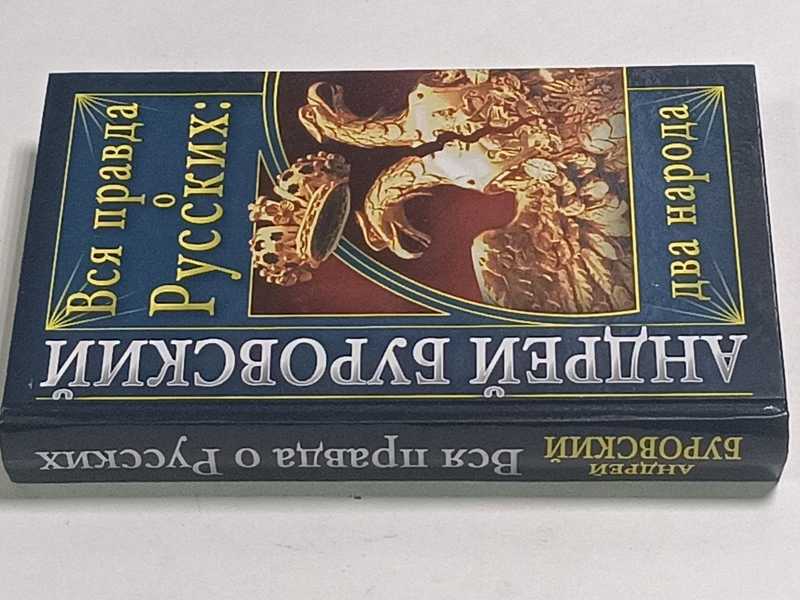 АНДРЕЙ БУРОВСКИЙ
Вся правда
о
Русских:
два народа
АНДРЕЙ
БУРОВСКИЙ
Вся правда о Русских